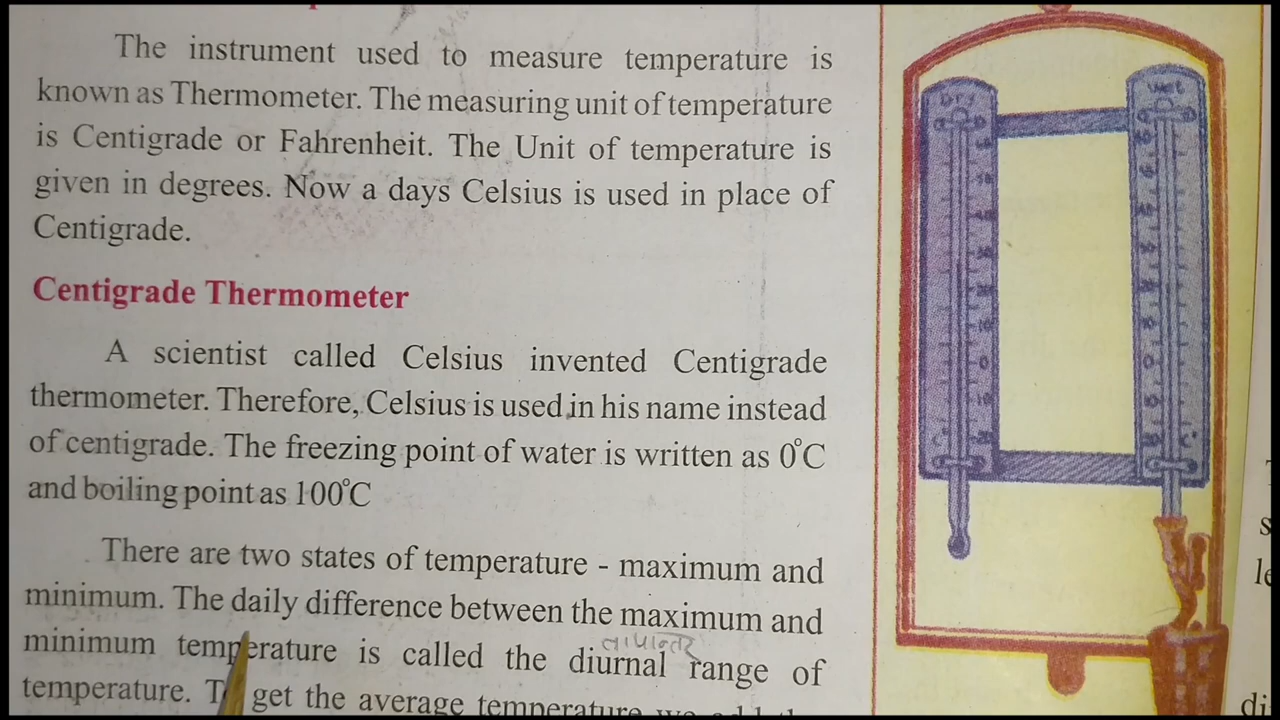 The instrument used to measure temperature is
known as Thermometer. The measuring unit of temperature
is Centigrade or Fahrenheit. The Unit of temperature is
given in degrees. Now a days Celsius is used in place of
Centigrade.
Centigrade Thermometer
A scientist called Celsius invented Centigrade
thermometer. Therefore, Celsius is used in his name instead
of centigrade. The freezing point of water is written as 0°C
and boiling point as 100°C
There are two states of temperature - maximum and
minimum. The daily difference between the maximum and
तापान्तर
minimum temperature is called the diurnal range of
temperature. get the average temperature we
Dry
Wet